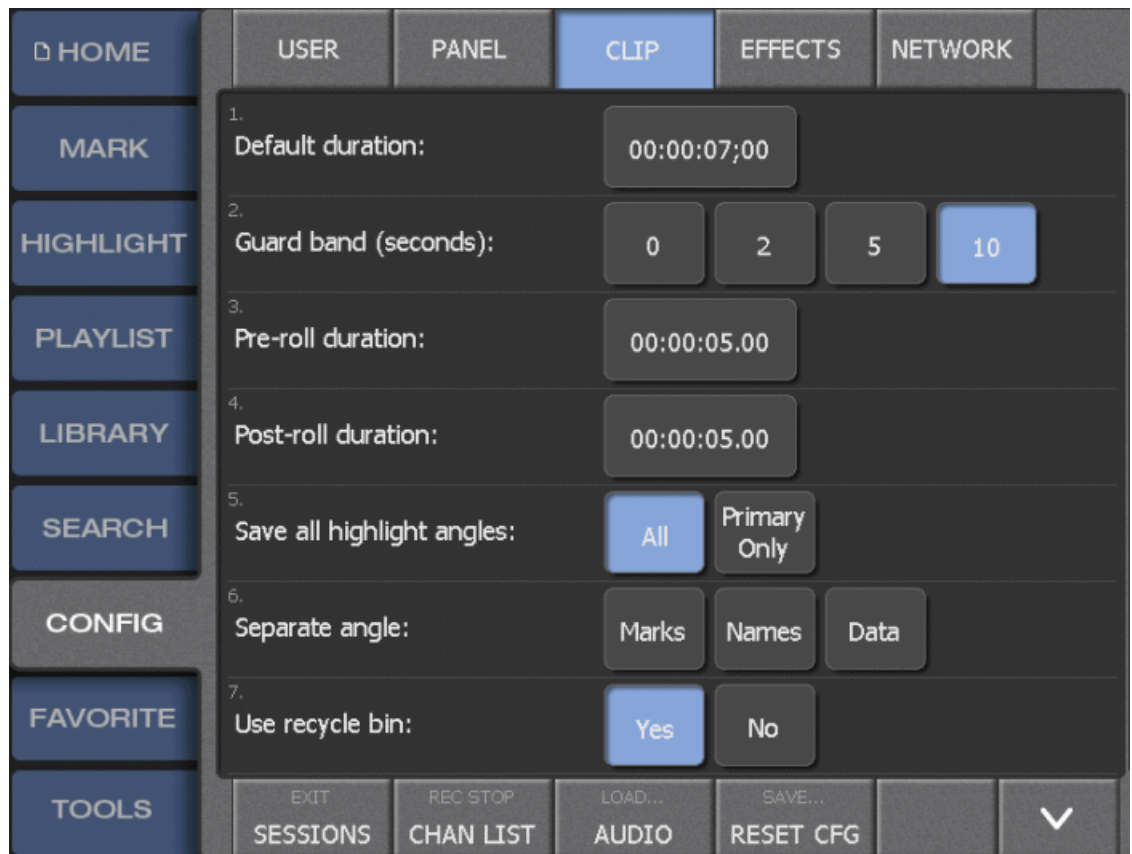 HOME
MARK
HIGHLIGHT
PLAYLIST
LIBRARY
SEARCH
CONFIG
FAVORITE
TOOLS
USER PANEL CLIP EFFECTS NETWORK
1.
Default duration: 00:00:07;00
2.
Guard band (seconds): 0 2 5 10
3.
Pre-roll duration: 00:00:05.00
4.
Post-roll duration: 00:00:05.00
5.
Save all highlight angles: All Primary
Only
6.
Separate angle: Marks Names Data
7.
Use recycle bin: Yes No
EXIT REC STOP LOAD... SAVE...
SESSIONS CHAN LIST AUDIO RESET CFG